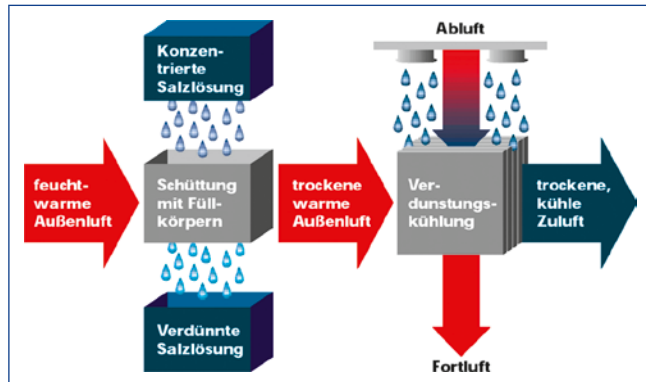 Konzen-
trierte
Salzlösung
Abluft
feucht-
warme
Außenluft
Schüttung
mit Füll-
körpern
trockene
warme
Außenluft
Ver-
dunstungs-
kühlung
trockene,
kühle
Zuluft
Verdünnte
Salzlösung
Fortluft